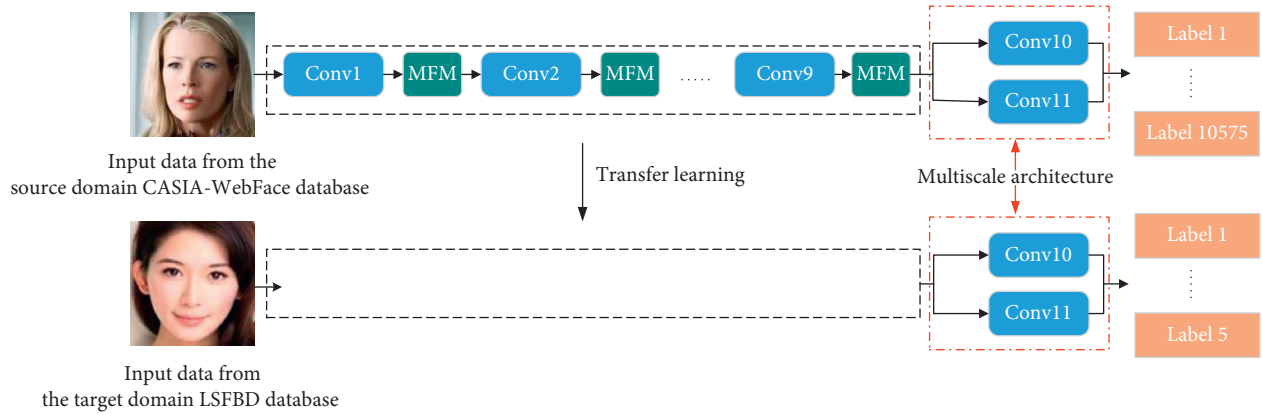 Conv1
MFM
Conv2
MFM
.....
Conv9
MFM
Conv10
Conv11
Label 1
Label 10575
Input data from the
source domain CASIA-WebFace database
Transfer learning
Multiscale architecture
Conv10
Conv11
Label 1
Label 5
Input data from
the target domain LSFBD database